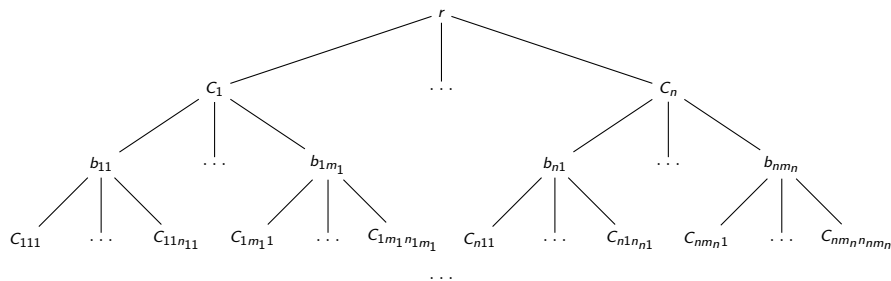 r
C₁ . . . Cₙ
b₁₁ . . . b₁ₘ₁ bₙ₁ . . . bₙₘₙ
C₁₁₁ . . . C₁₁ₙ₁₁ C₁ₘ₁₁ . . . C₁ₘ₁ₙ₁ₘ₁ Cₙ₁₁ . . . Cₙ₁ₙₙ₁ Cₙₘₙ₁ . . . Cₙₘₙₙₙₘₙ
. . .